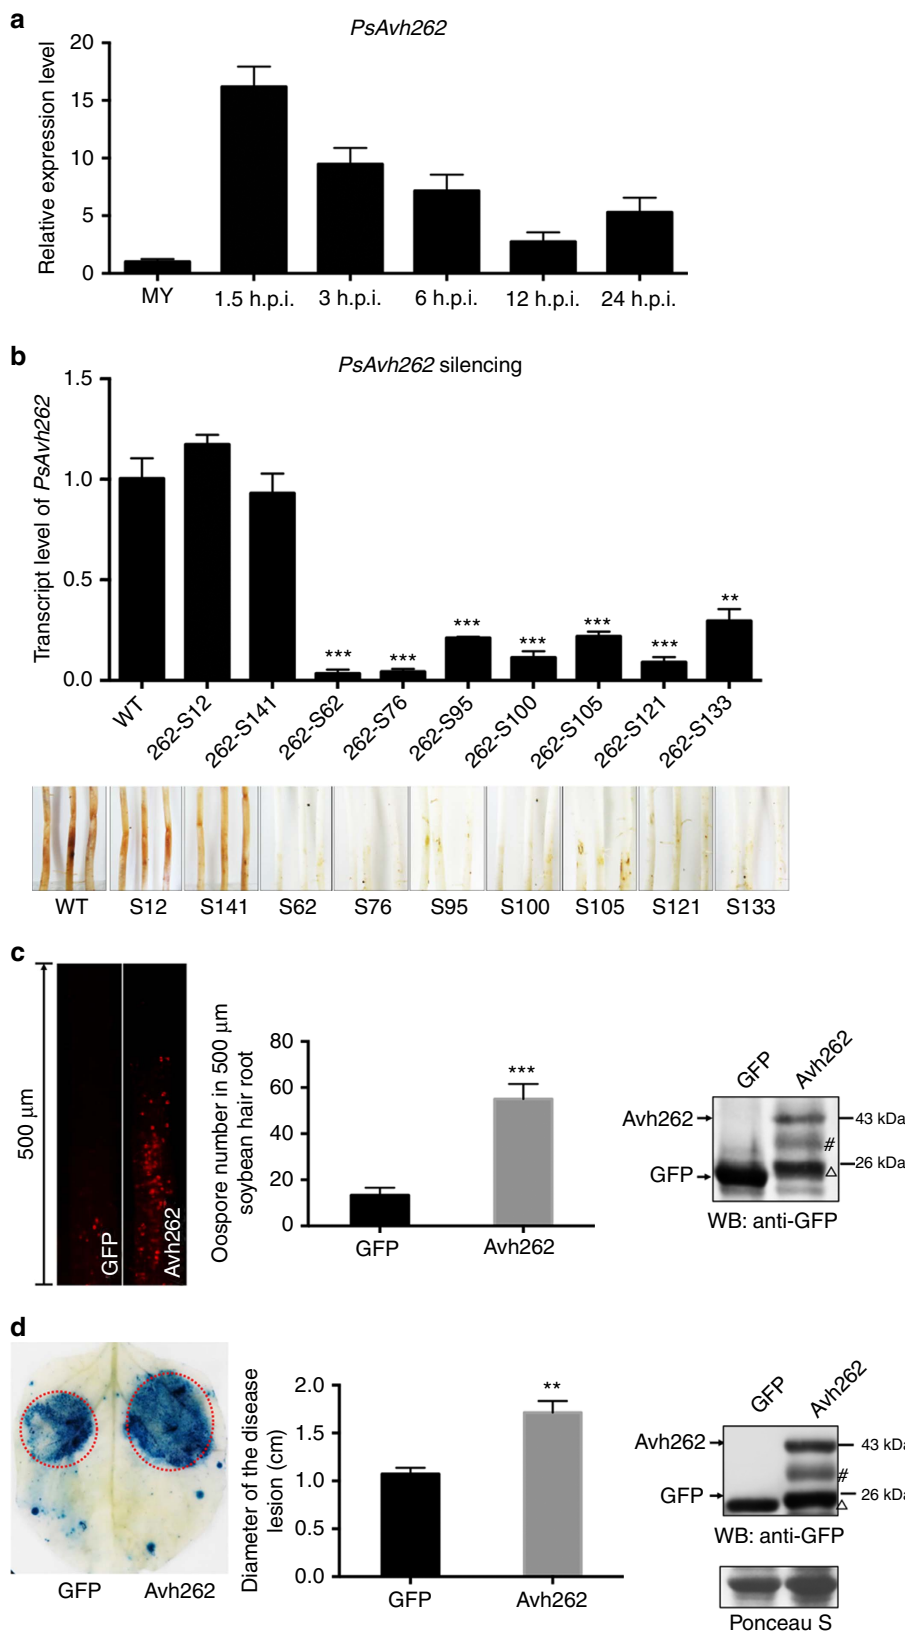 a
PsAvh262
Relative expression level
20
15
10
5
0
MY
1.5 h.p.i.
3 h.p.i.
6 h.p.i.
12 h.p.i.
24 h.p.i.
b
PsAvh262 silencing
Transcript level of PsAvh262
1.5
1.0
0.5
0.0
***
***
***
***
***
***
**
WT
262-S12
262-S141
262-S62
262-S76
262-S95
262-S100
262-S105
262-S121
262-S133
WT
S12
S141
S62
S76
S95
S100
S105
S121
S133
c
500 μm
GFP
Avh262
Oospore number in 500 μm
soybean hair root
80
60
40
20
0
***
GFP
Avh262
GFP
Avh262
Avh262
43 kDa
#
26 kDa
GFP
△
WB: anti-GFP
d
GFP
Avh262
Diameter of the disease
lesion (cm)
2.0
1.5
1.0
0.5
0.0
**
GFP
Avh262
GFP
Avh262
Avh262
43 kDa
#
26 kDa
GFP
△
WB: anti-GFP
Ponceau S